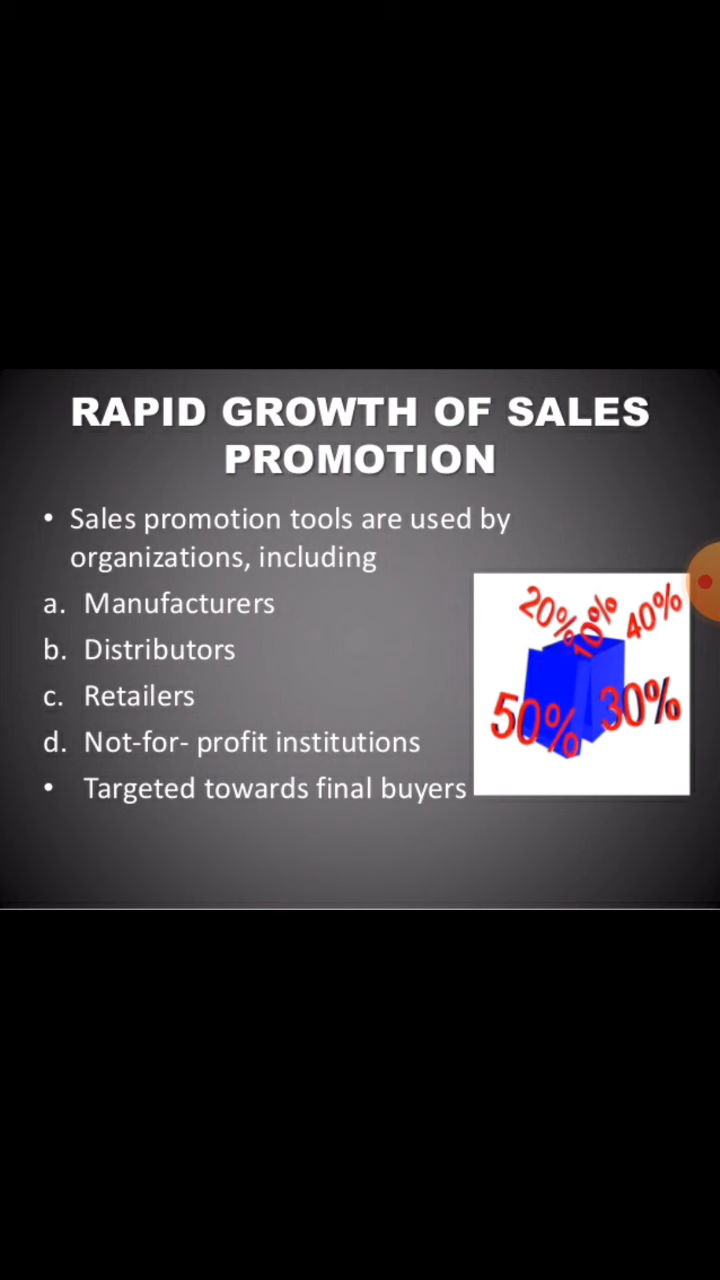 RAPID GROWTH OF SALES
PROMOTION
• Sales promotion tools are used by
organizations, including
a. Manufacturers
b. Distributors
c. Retailers
d. Not-for- profit institutions
• Targeted towards final buyers
20%
10%
40%
50%
30%